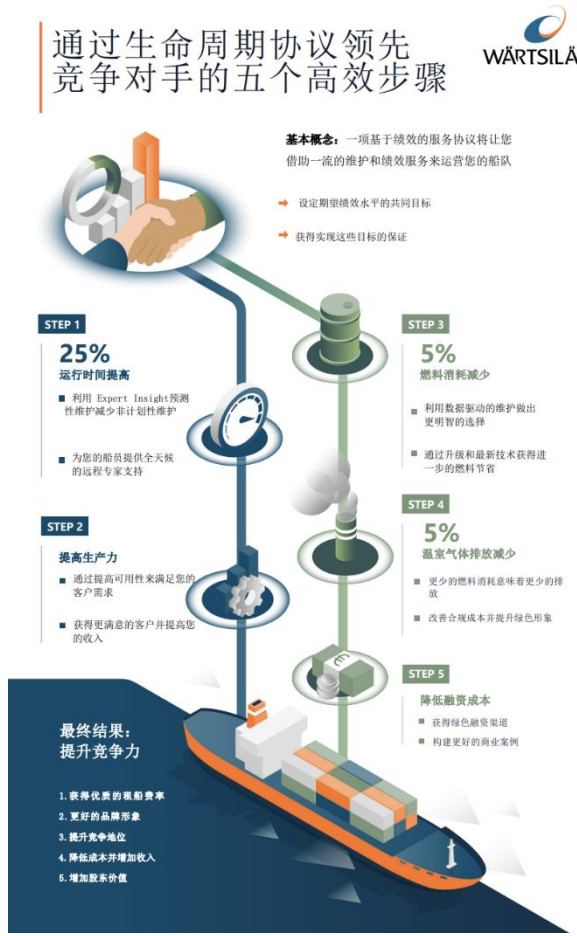 通过生命周期协议领先
竞争对手的五个高效步骤
WÄRTSILÄ
基本概念：一项基于绩效的服务协议将让您
借助一流的维护和绩效服务来运营您的船队
设定期望绩效水平的共同目标
获得实现这些目标的保证
STEP 1
25%
运行时间提高
利用 Expert Insight预测
性维护减少非计划性维护
为您的船员提供全天候
的远程专家支持
STEP 2
提高生产力
通过提高可用性来满足您的
客户需求
获得更满意的客户并提高您
的收入
STEP 3
5%
燃料消耗减少
利用数据驱动的维护做出
更明智的选择
通过升级和最新技术获得进
一步的燃料节省
STEP 4
5%
温室气体排放减少
更少的燃料消耗意味着更少的排
放
改善合规成本并提升绿色形象
STEP 5
降低融资成本
获得绿色融资渠道
构建更好的商业案例
最终结果：
提升竞争力
1.获得优质的租船费率
2.更好的品牌形象
3.提升竞争地位
4.降低成本并增加收入
5.增加股东价值